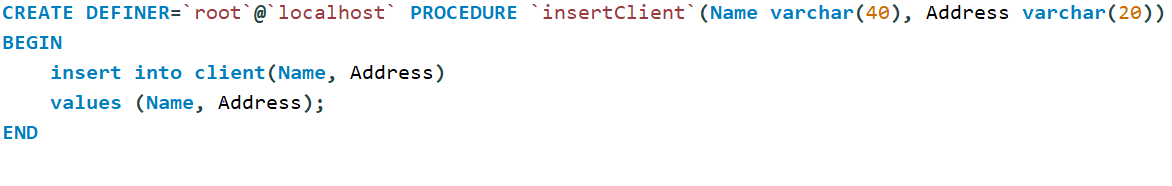 CREATE DEFINER=`root`@`localhost` PROCEDURE `insertClient`(Name varchar(40), Address varchar(20))
BEGIN
    insert into client(Name, Address)
    values (Name, Address);
END